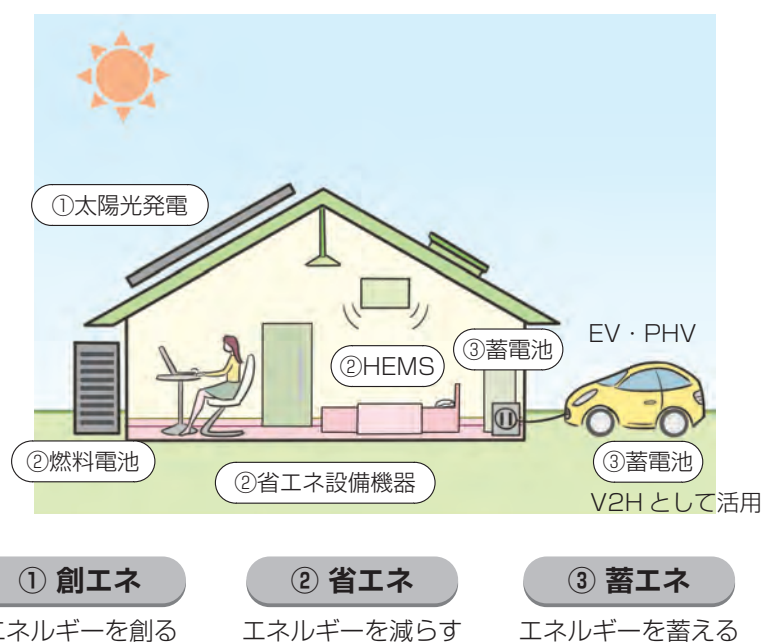 ①太陽光発電
EV・PHV
③蓄電池
②HEMS
②燃料電池
③蓄電池
②省エネ設備機器
V2Hとして活用
① 創エネ
② 省エネ
③ 蓄エネ
エネルギーを創る
エネルギーを減らす
エネルギーを蓄える